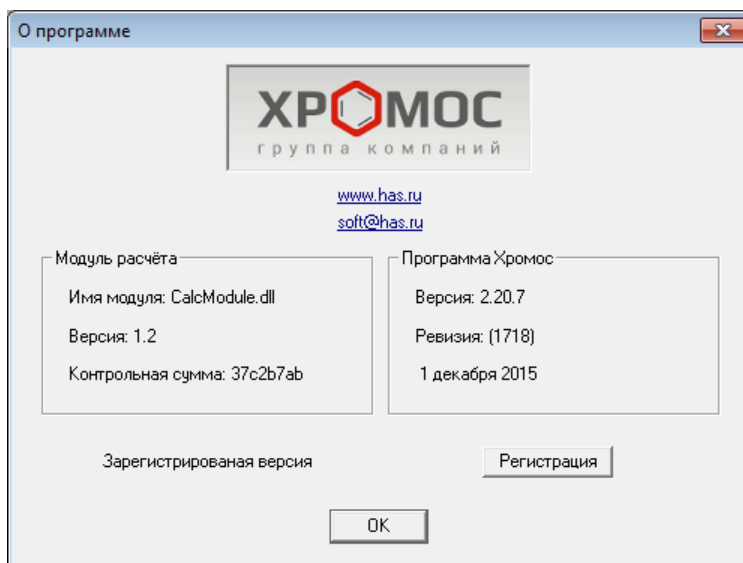 О программе
ХРОМОС
группа компаний
www.has.ru
soft@has.ru
Модуль расчёта
Имя модуля: CalcModule.dll
Версия: 1.2
Контрольная сумма: 37c2b7ab
Программа Хромос
Версия: 2.20.7
Ревизия: (1718)
1 декабря 2015
Зарегистрированая версия
Регистрация
OK